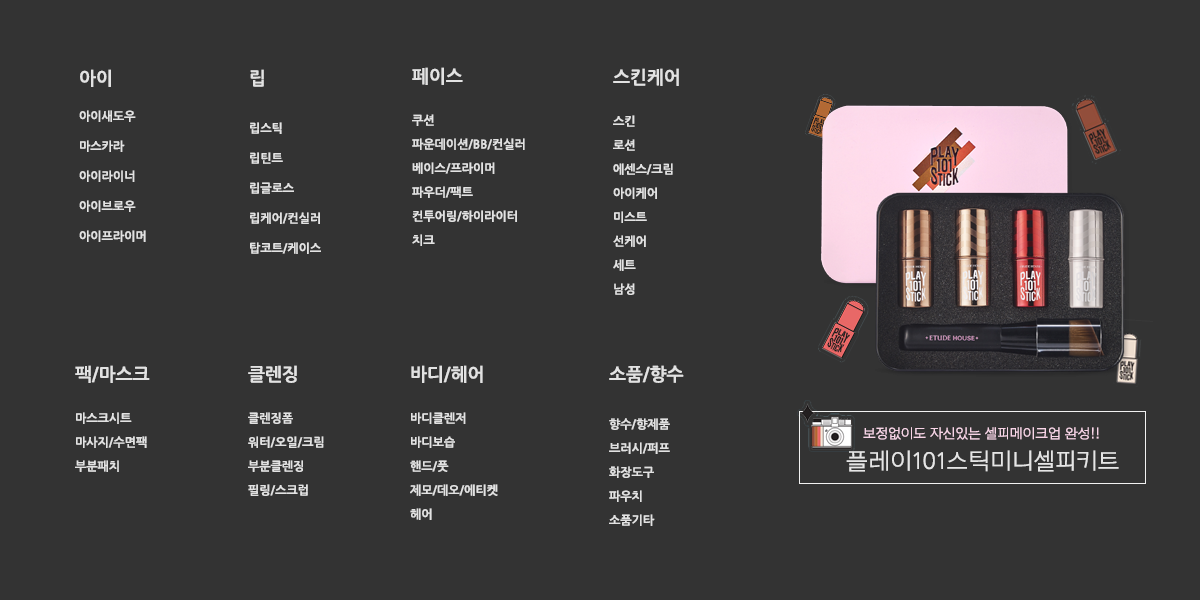 아이
아이섀도우
마스카라
아이라이너
아이브로우
아이프라이머
립
립스틱
립틴트
립글로스
립케어/컨실러
탑코트/케이스
페이스
쿠션
파운데이션/BB/컨실러
베이스/프라이머
파우더/팩트
컨투어링/하이라이터
치크
스킨케어
스킨
로션
에센스/크림
아이케어
미스트
선케어
세트
남성
팩/마스크
마스크시트
마사지/수면팩
부분패치
클렌징
클렌징폼
워터/오일/크림
부분클렌징
필링/스크럽
바디/헤어
바디클렌저
바디보습
핸드/풋
제모/데오/에티켓
헤어
소품/향수
향수/향제품
브러시/퍼프
화장도구
파우치
소품기타
PLAY
101
STICK
PLAY
101
STICK
PLAY
101
STICK
PLAY
101
STICK
PLAY
101
STICK
PLAY
101
STICK
PLAY
101
STICK
PLAY
101
STICK
PLAY
101
STICK
ETUDE HOUSE
보정없이도 자신있는 셀피메이크업 완성!!
플레이101스틱미니셀피키트